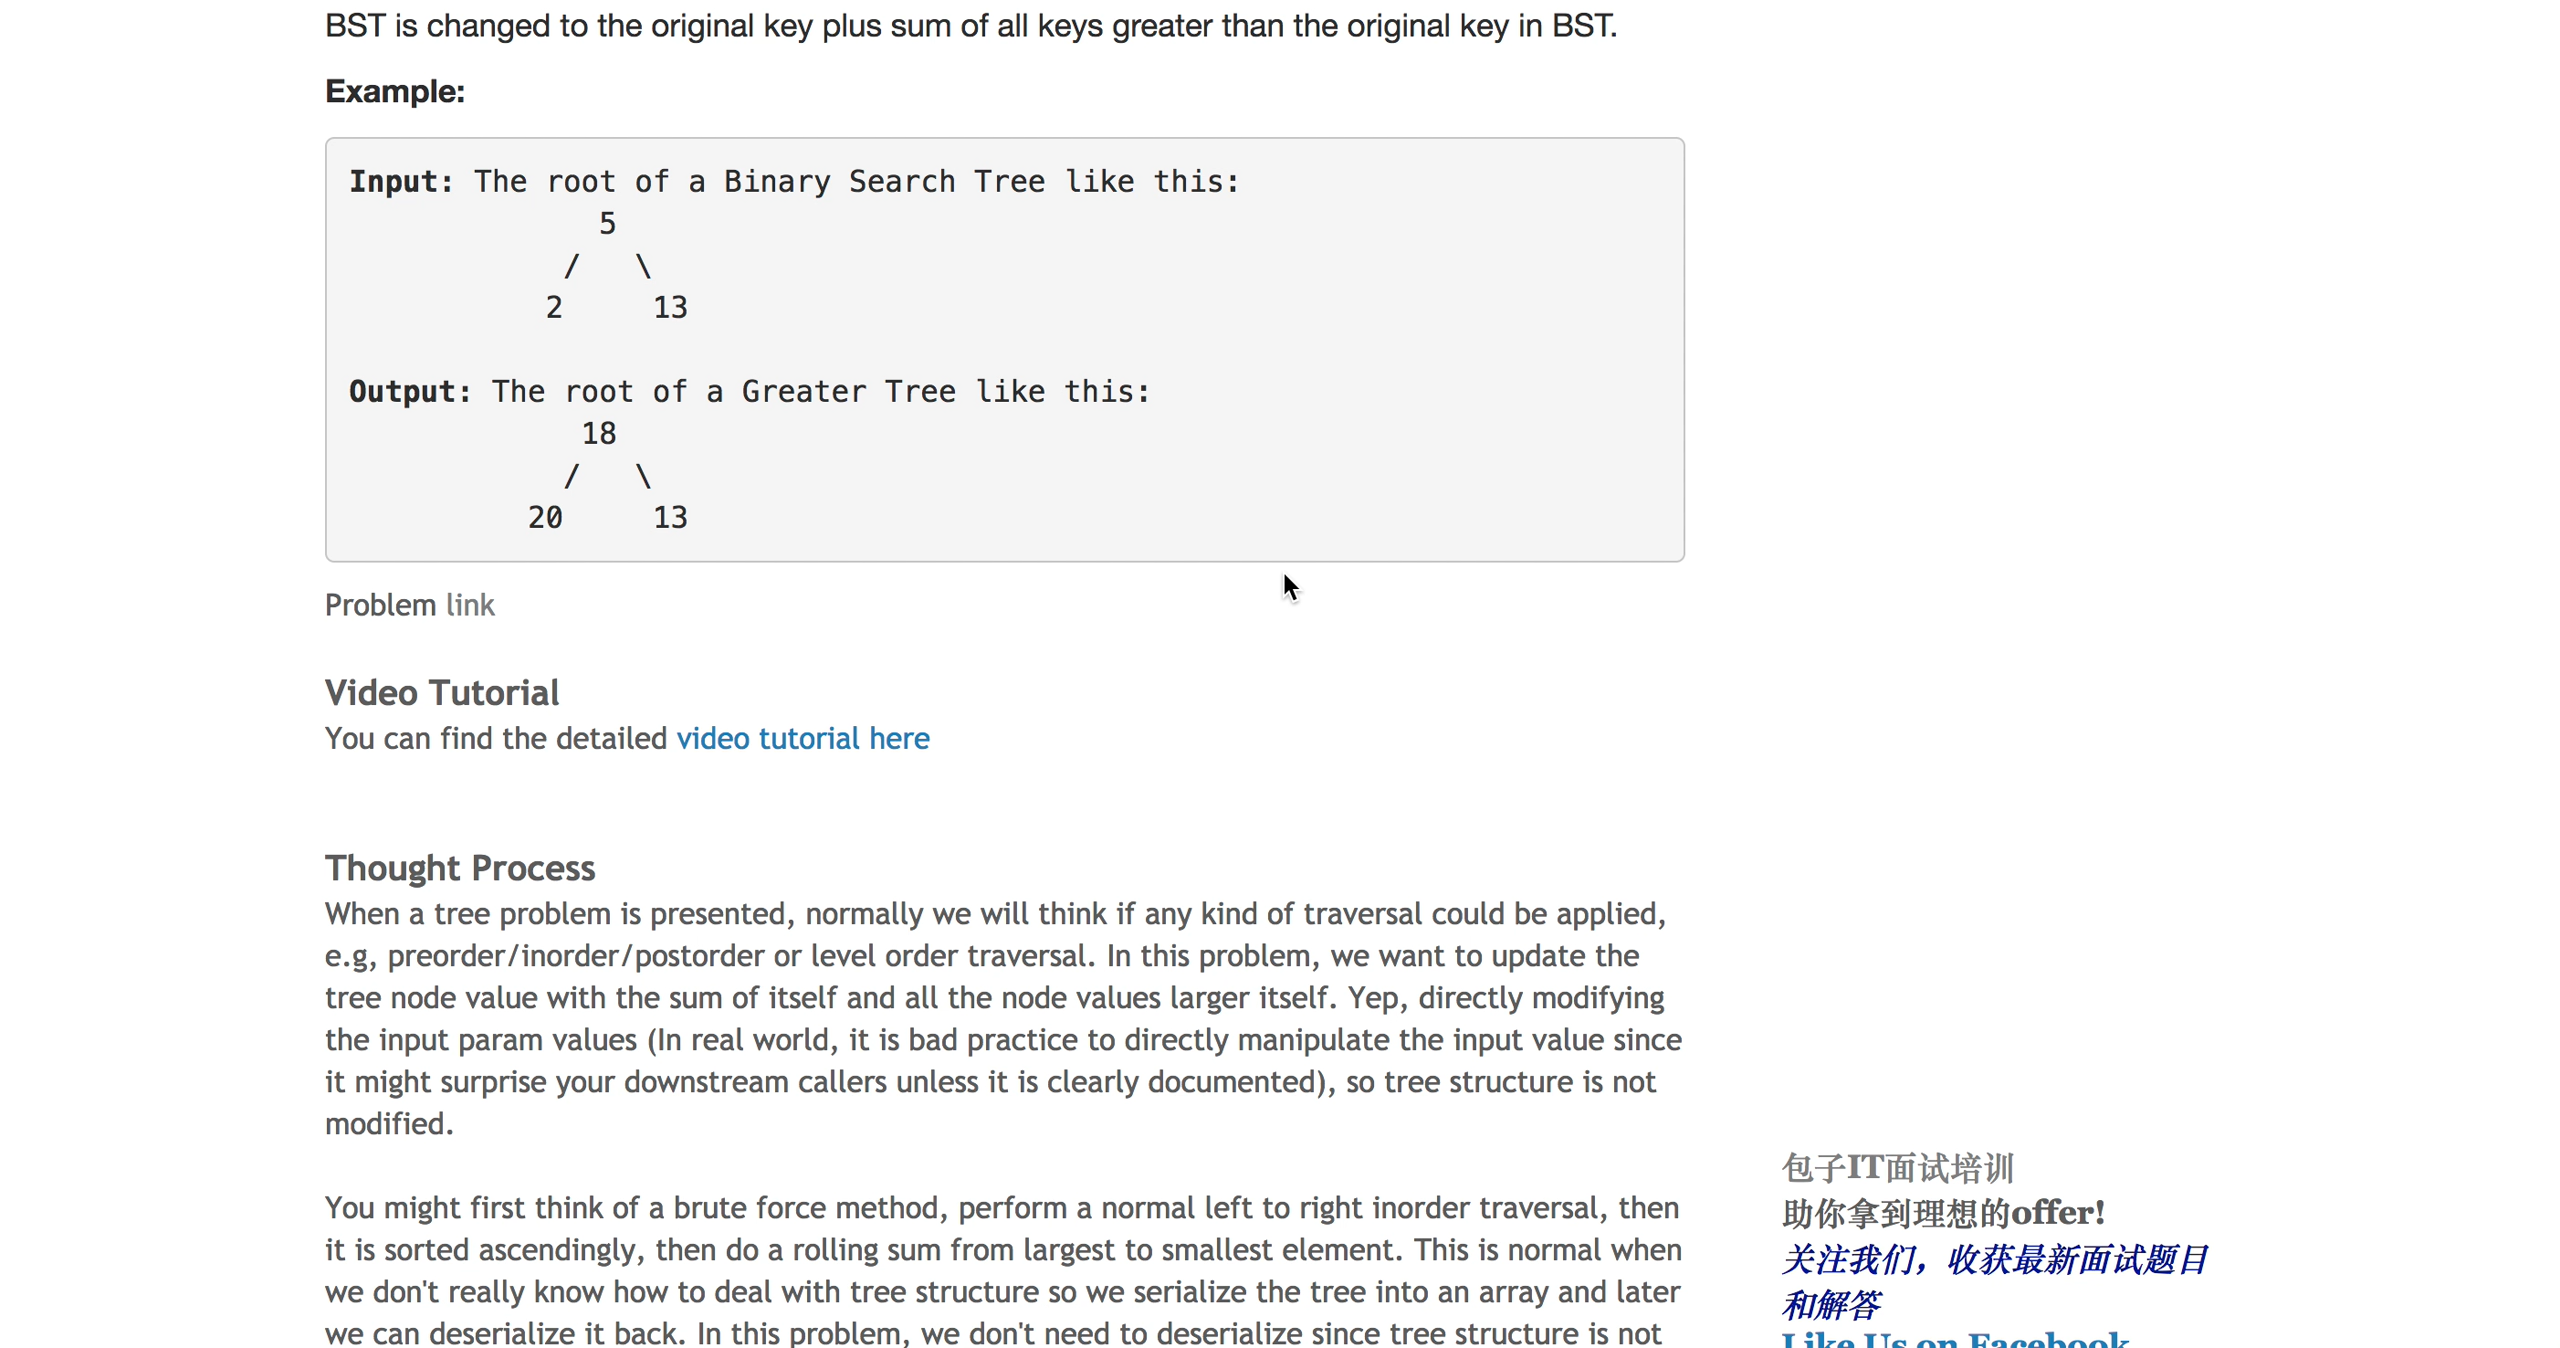 BST is changed to the original key plus sum of all keys greater than the original key in BST.
Example:
Input: The root of a Binary Search Tree like this:
5
/ \
2 13
Output: The root of a Greater Tree like this:
18
/ \
20 13
Problem link
Video Tutorial
You can find the detailed video tutorial here
Thought Process
When a tree problem is presented, normally we will think if any kind of traversal could be applied,
e.g, preorder/inorder/postorder or level order traversal. In this problem, we want to update the
tree node value with the sum of itself and all the node values larger itself. Yep, directly modifying
the input param values (In real world, it is bad practice to directly manipulate the input value since
it might surprise your downstream callers unless it is clearly documented), so tree structure is not
modified.
You might first think of a brute force method, perform a normal left to right inorder traversal, then
it is sorted ascendingly, then do a rolling sum from largest to smallest element. This is normal when
we don't really know how to deal with tree structure so we serialize the tree into an array and later
we can deserialize it back. In this problem, we don't need to deserialize since tree structure is not
包子IT面试培训
助你拿到理想的offer!
关注我们，收获最新面试题目
和解答
Like Us on Facebook